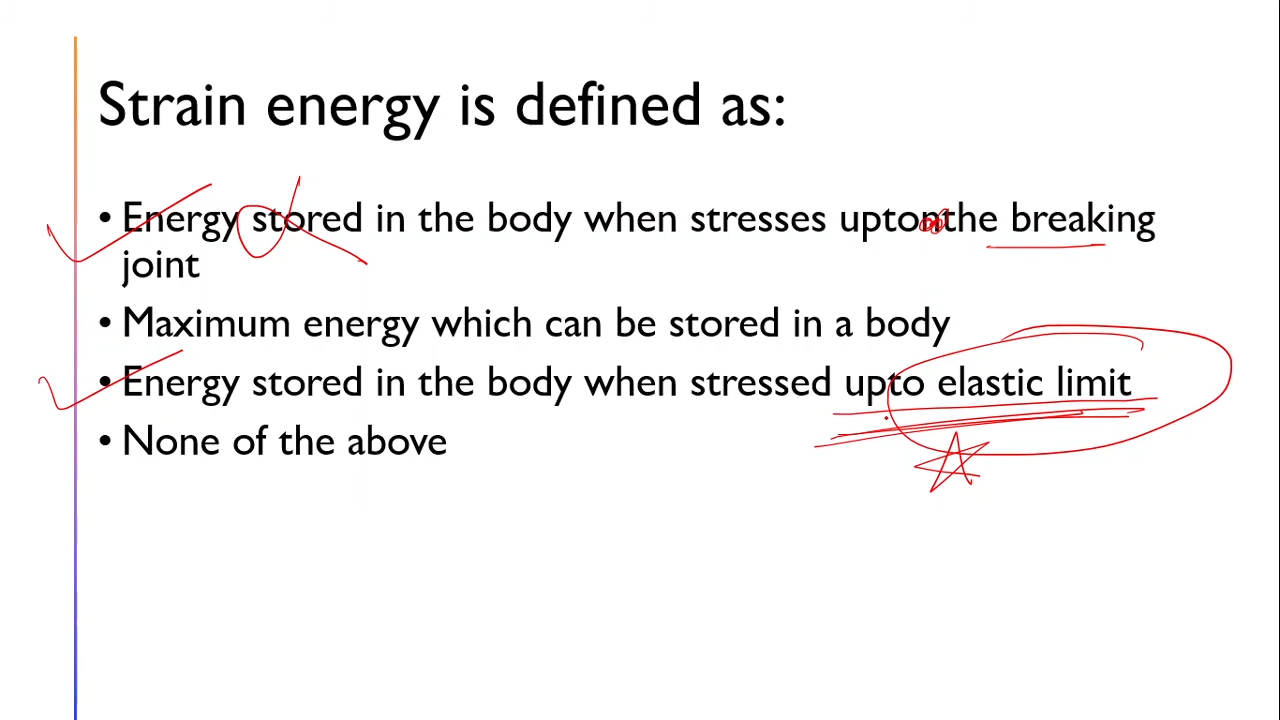 Strain energy is defined as:
• Energy stored in the body when stresses upto the breaking
joint
• Maximum energy which can be stored in a body
• Energy stored in the body when stressed upto elastic limit
• None of the above